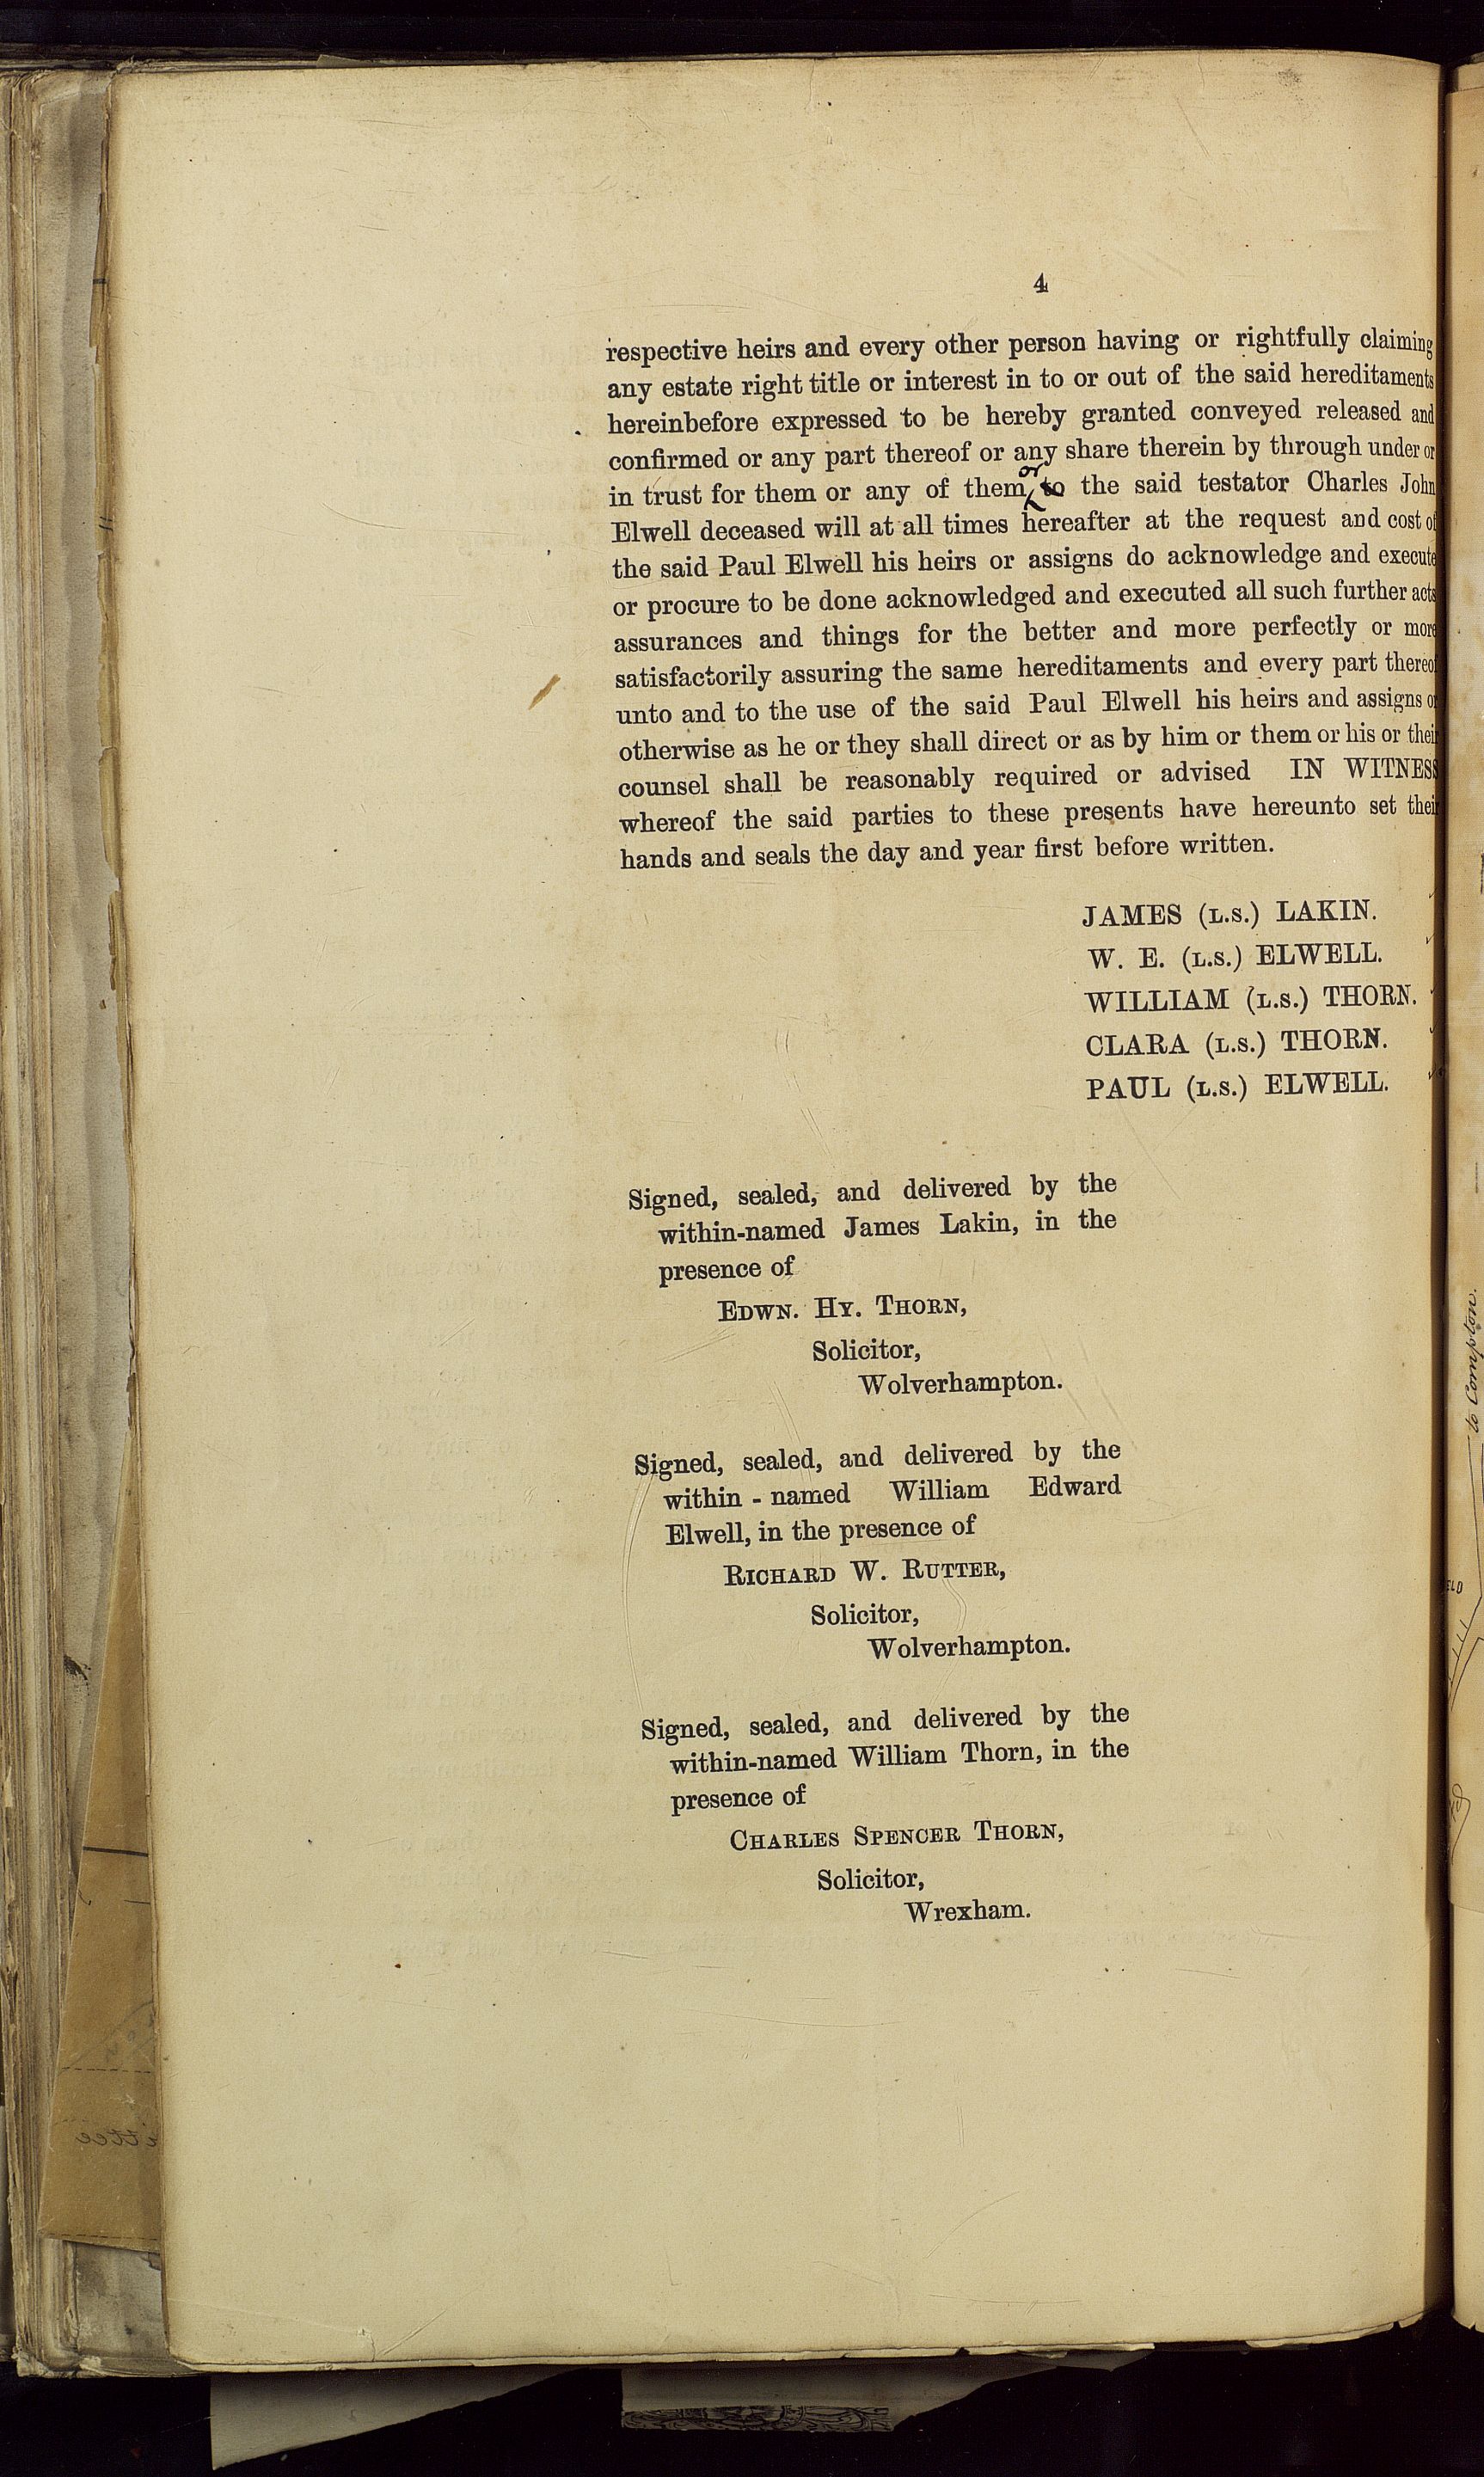 4
respective heirs and every other person having or rightfully claiming
any estate right title or interest in to or out of the said hereditaments
hereinbefore expressed to be hereby granted conveyed released and
confirmed or any part thereof or any share therein by through under or
or
in trust for them or any of them to the said testator Charles John
Elwell deceased will at all times hereafter at the request and cost of
the said Paul Elwell his heirs or assigns do acknowledge and execute
or procure to be done acknowledged and executed all such further acts
assurances and things for the better and more perfectly or more
satisfactorily assuring the same hereditaments and every part thereof
unto and to the use of the said Paul Elwell his heirs and assigns or
otherwise as he or they shall direct or as by him or them or his or their
counsel shall be reasonably required or advised IN WITNESS
whereof the said parties to these presents have hereunto set their
hands and seals the day and year first before written.
JAMES (L.S.) LAKIN.
W. E. (L.S.) ELWELL.
WILLIAM (L.S.) THORN.
CLARA (L.S.) THORN.
PAUL (L.S.) ELWELL.
Signed, sealed, and delivered by the
within-named James Lakin, in the
presence of
EDWN. HY. THORN,
Solicitor,
Wolverhampton.
Signed, sealed, and delivered by the
within-named William Edward
Elwell, in the presence of
RICHARD W. RUTTER,
Solicitor,
Wolverhampton.
Signed, sealed, and delivered by the
within-named William Thorn, in the
presence of
CHARLES SPENCER THORN,
Solicitor,
Wrexham.
to Compton.